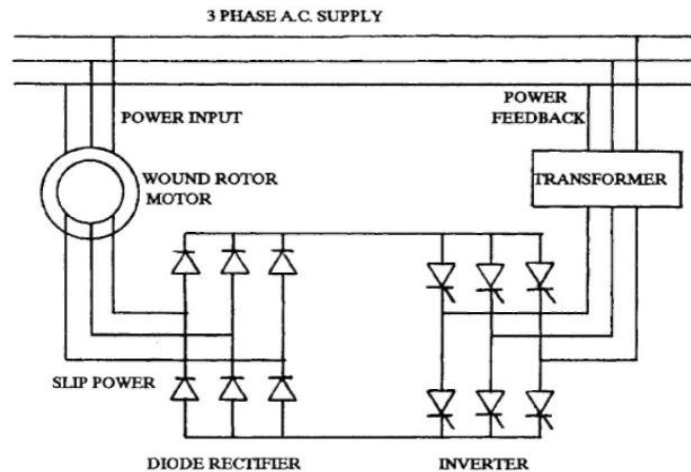 3 PHASE A.C. SUPPLY
POWER INPUT
POWER
FEEDBACK
WOUND ROTOR
MOTOR
TRANSFORMER
SLIP POWER
DIODE RECTIFIER
INVERTER